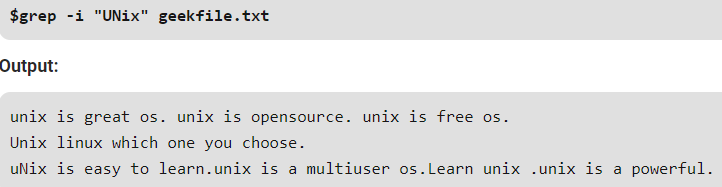 $grep -i "UNix" geekfile.txt
Output:
unix is great os. unix is opensource. unix is free os.
Unix linux which one you choose.
uNix is easy to learn.unix is a multiuser os.Learn unix .unix is a powerful.